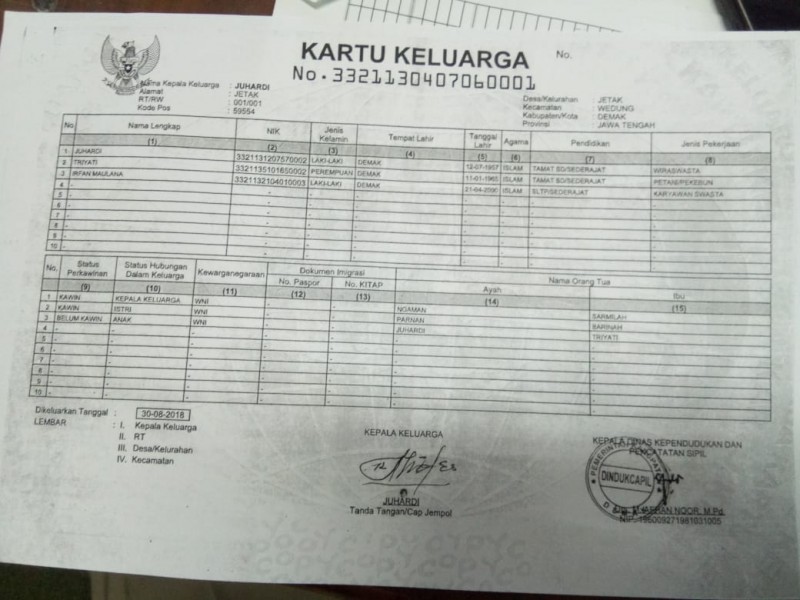 KARTU KELUARGA
No.
No. 3321130407060001
Nama Kepala Keluarga : JUHARDI
Alamat : JETAK
RT/RW : 001/001
Kode Pos : 59554
Desa/Kelurahan : JETAK
Kecamatan : WEDUNG
Kabupaten/Kota : DEMAK
Provinsi : JAWA TENGAH
No Nama Lengkap NIK Jenis Kelamin Tempat Lahir Tanggal Lahir Agama Pendidikan Jenis Pekerjaan
(1) (2) (3) (4) (5) (6) (7) (8)
1 JUHARDI 3321131207570002 LAKI-LAKI DEMAK 12-07-1957 ISLAM TAMAT SD/SEDERAJAT WIRASWASTA
2 TRIYATI 3321135101650002 PEREMPUAN DEMAK ISLAM TAMAT SD/SEDERAJAT PETANI/PEKEBUN
3 IRFAN MAULANA 3321132104010003 LAKI-LAKI DEMAK ISLAM SLTP/SEDERAJAT KARYAWAN SWASTA
4 -
5 -
6 -
7 -
8 -
9 -
10 -
No. Status Perkawinan Status Hubungan Dalam Keluarga Kewarganegaraan Dokumen Imigrasi Nama Orang Tua
No. Paspor No. KITAP Ayah Ibu
(9) (10) (11) (12) (13) (14) (15)
1 KAWIN KEPALA KELUARGA WNI - - NGAMAN SARMILAH
2 KAWIN ISTRI WNI - - PARNAN BARINAH
3 BELUM KAWIN ANAK WNI - - JUHARDI TRIYATI
4 -
5 -
6 -
7 -
8 -
9 -
10 -
Dikeluarkan Tanggal : 30-08-2018
LEMBAR : I. Kepala Keluarga
II. RT
III. Desa/Kelurahan
IV. Kecamatan
KEPALA KELUARGA
JUHARDI
Tanda Tangan/Cap Jempol
KEPALA DINAS KEPENDUDUKAN DAN
PENCATATAN SIPIL
DINDUKCAPIL
NOOR, M.Pd.
NIP. 196009271981031005
COPY COPY COPY